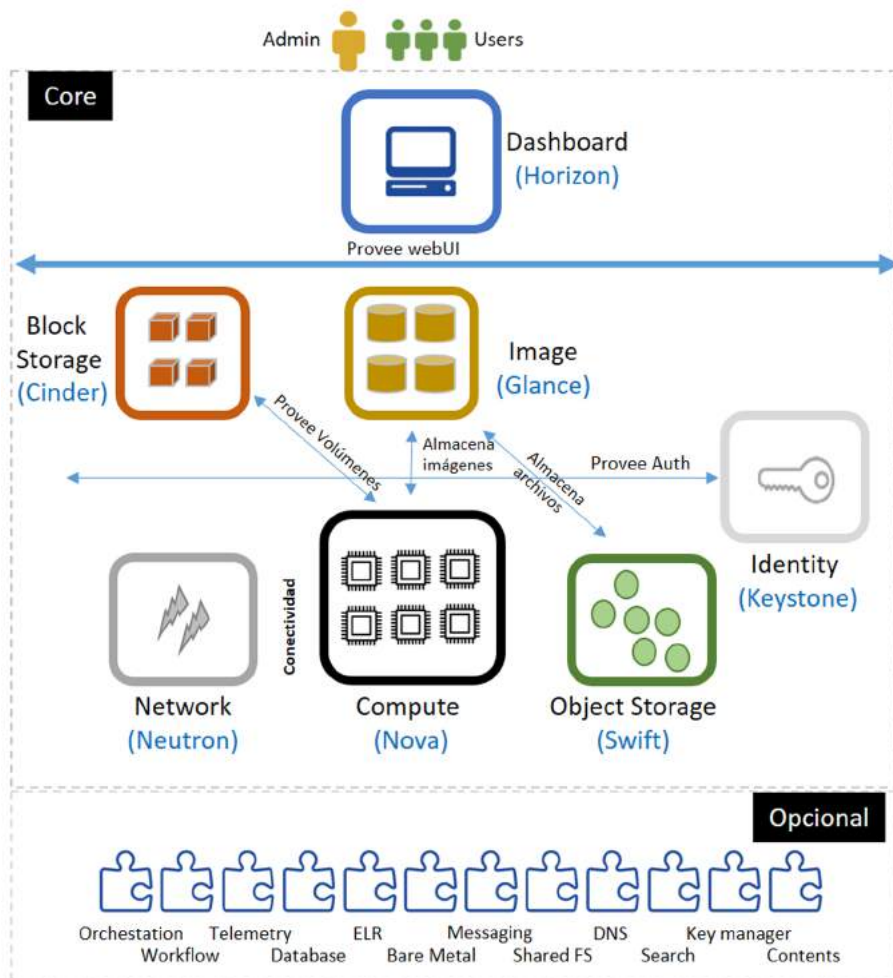 Admin
Users
Core
Dashboard
(Horizon)
Provee webUI
Block
Storage
(Cinder)
Image
(Glance)
Provee Volúmenes
Almacena
imágenes
Almacena
archivos
Provee Auth
Identity
(Keystone)
Conectividad
Network
(Neutron)
Compute
(Nova)
Object Storage
(Swift)
Opcional
Orchestation
Workflow
Telemetry
Database
ELR
Bare Metal
Messaging
Shared FS
DNS
Search
Key manager
Contents